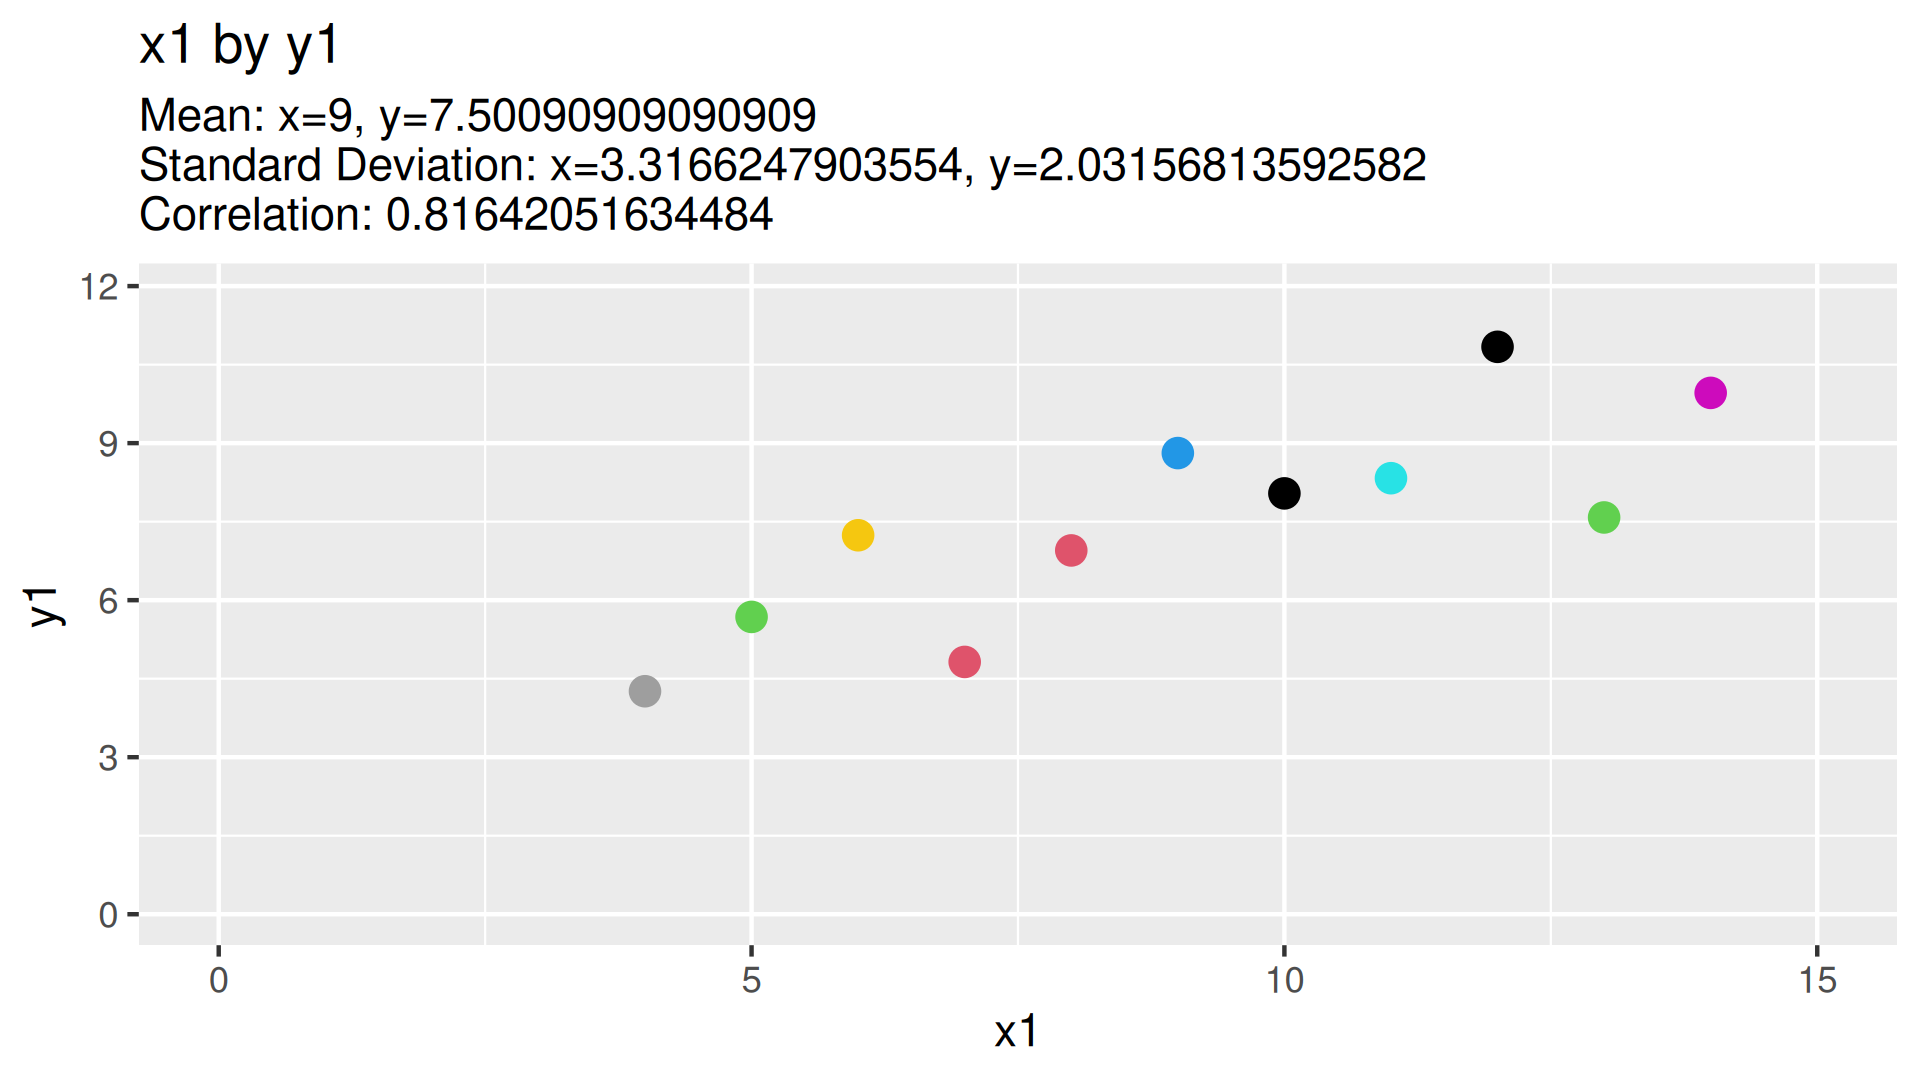 x1 by y1
Mean: x=9, y=7.50090909090909
Standard Deviation: x=3.3166247903554, y=2.03156813592582
Correlation: 0.81642051634484
12
9
6
3
0
y1
0 5 10 15
x1